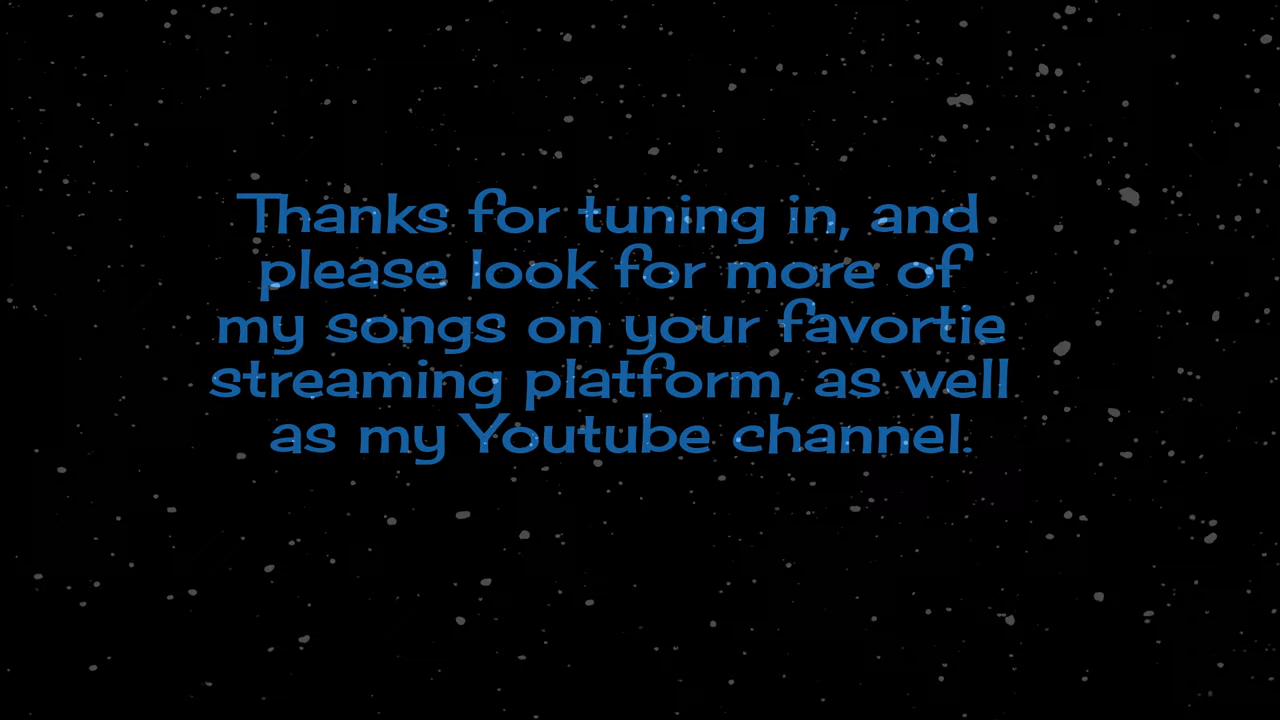 Thanks for tuning in, and
please look for more of
my songs on your favortie
streaming platform, as well
as my Youtube channel.